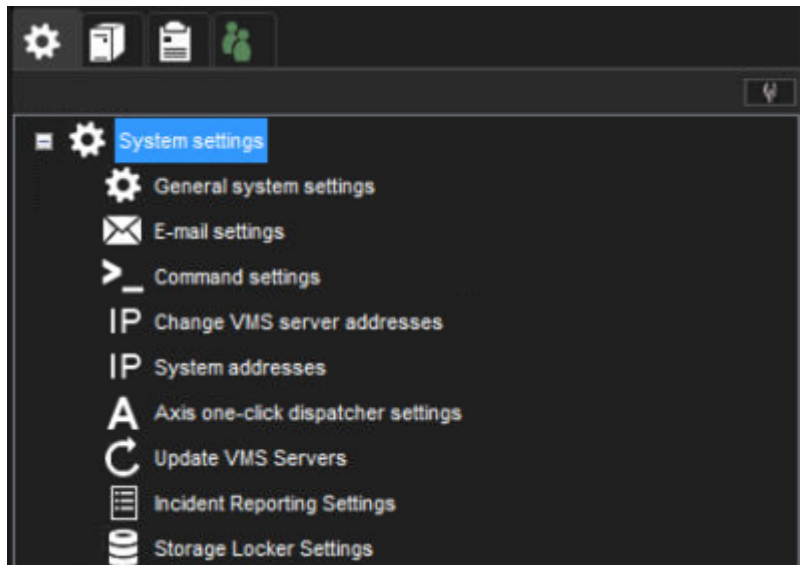 System settings
General system settings
E-mail settings
Command settings
IP Change VMS server addresses
IP System addresses
A Axis one-click dispatcher settings
Update VMS Servers
Incident Reporting Settings
Storage Locker Settings